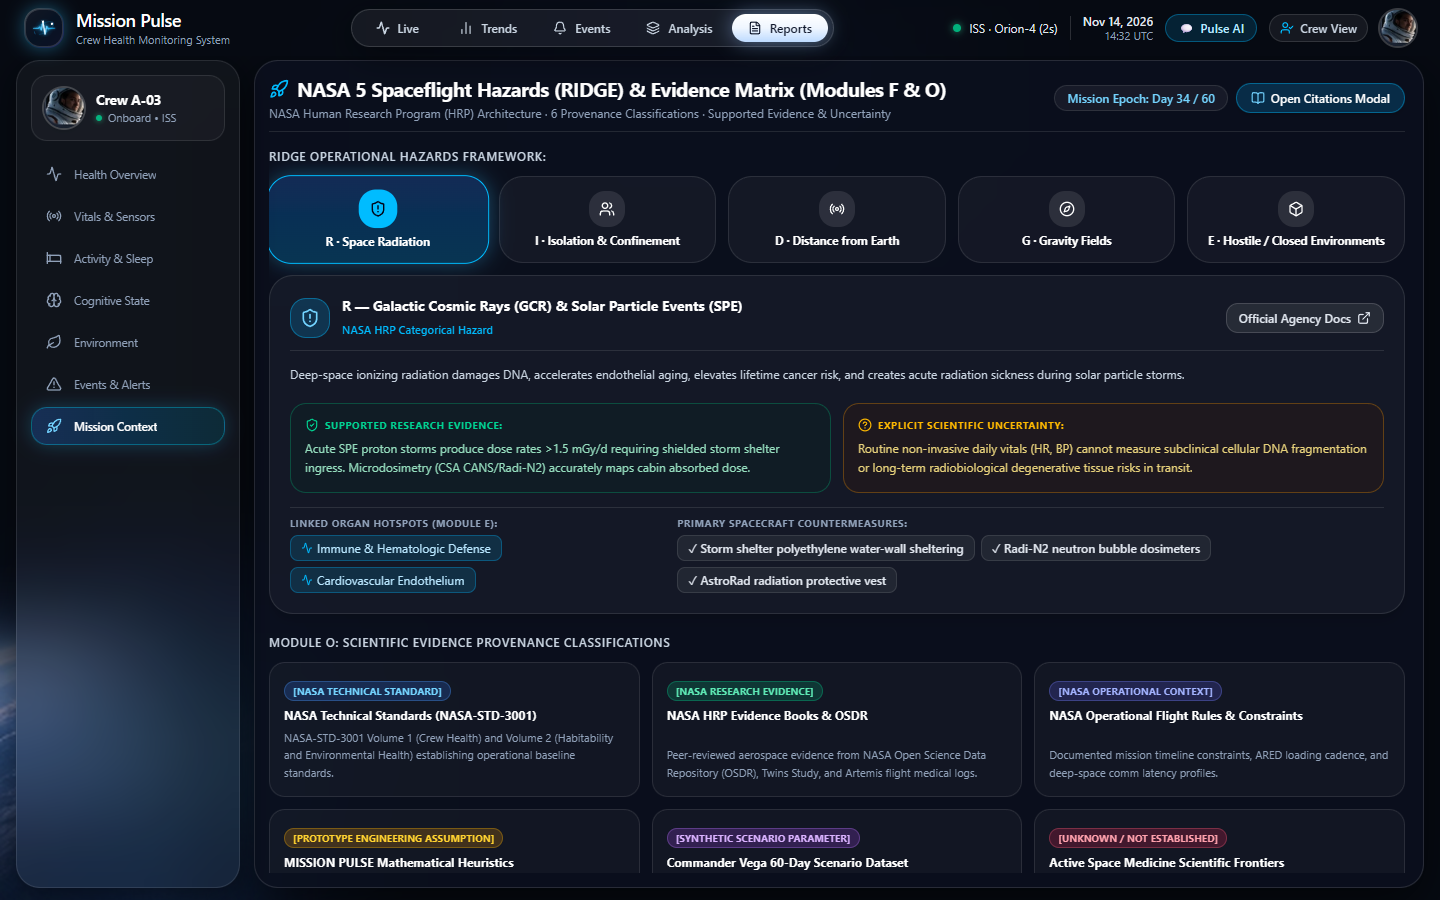 Mission Pulse
Crew Health Monitoring System
Live
Trends
Events
Analysis
Reports
ISS · Orion-4 (2s)
Nov 14, 2026
14:32 UTC
Pulse AI
Crew View
Crew A-03
Onboard • ISS
Health Overview
Vitals & Sensors
Activity & Sleep
Cognitive State
Environment
Events & Alerts
Mission Context
NASA 5 Spaceflight Hazards (RIDGE) & Evidence Matrix (Modules F & O)
NASA Human Research Program (HRP) Architecture · 6 Provenance Classifications · Supported Evidence & Uncertainty
Mission Epoch: Day 34 / 60
Open Citations Modal
RIDGE OPERATIONAL HAZARDS FRAMEWORK:
R · Space Radiation
I · Isolation & Confinement
D · Distance from Earth
G · Gravity Fields
E · Hostile / Closed Environments
R — Galactic Cosmic Rays (GCR) & Solar Particle Events (SPE)
NASA HRP Categorical Hazard
Official Agency Docs
Deep-space ionizing radiation damages DNA, accelerates endothelial aging, elevates lifetime cancer risk, and creates acute radiation sickness during solar particle storms.
SUPPORTED RESEARCH EVIDENCE:
Acute SPE proton storms produce dose rates >1.5 mGy/d requiring shielded storm shelter
ingress. Microdosimetry (CSA CANS/Radi-N2) accurately maps cabin absorbed dose.
EXPLICIT SCIENTIFIC UNCERTAINTY:
Routine non-invasive daily vitals (HR, BP) cannot measure subclinical cellular DNA fragmentation
or long-term radiobiological degenerative tissue risks in transit.
LINKED ORGAN HOTSPOTS (MODULE E):
Immune & Hematologic Defense
Cardiovascular Endothelium
PRIMARY SPACECRAFT COUNTERMEASURES:
✓ Storm shelter polyethylene water-wall sheltering
✓ Radi-N2 neutron bubble dosimeters
✓ AstroRad radiation protective vest
MODULE O: SCIENTIFIC EVIDENCE PROVENANCE CLASSIFICATIONS
[NASA TECHNICAL STANDARD]
NASA Technical Standards (NASA-STD-3001)
NASA-STD-3001 Volume 1 (Crew Health) and Volume 2 (Habitability
and Environmental Health) establishing operational baseline
standards.
[NASA RESEARCH EVIDENCE]
NASA HRP Evidence Books & OSDR
Peer-reviewed aerospace evidence from NASA Open Science Data
Repository (OSDR), Twins Study, and Artemis flight medical logs.
[NASA OPERATIONAL CONTEXT]
NASA Operational Flight Rules & Constraints
Documented mission timeline constraints, ARED loading cadence, and
deep-space comm latency profiles.
[PROTOTYPE ENGINEERING ASSUMPTION]
MISSION PULSE Mathematical Heuristics
[SYNTHETIC SCENARIO PARAMETER]
Commander Vega 60-Day Scenario Dataset
[UNKNOWN / NOT ESTABLISHED]
Active Space Medicine Scientific Frontiers